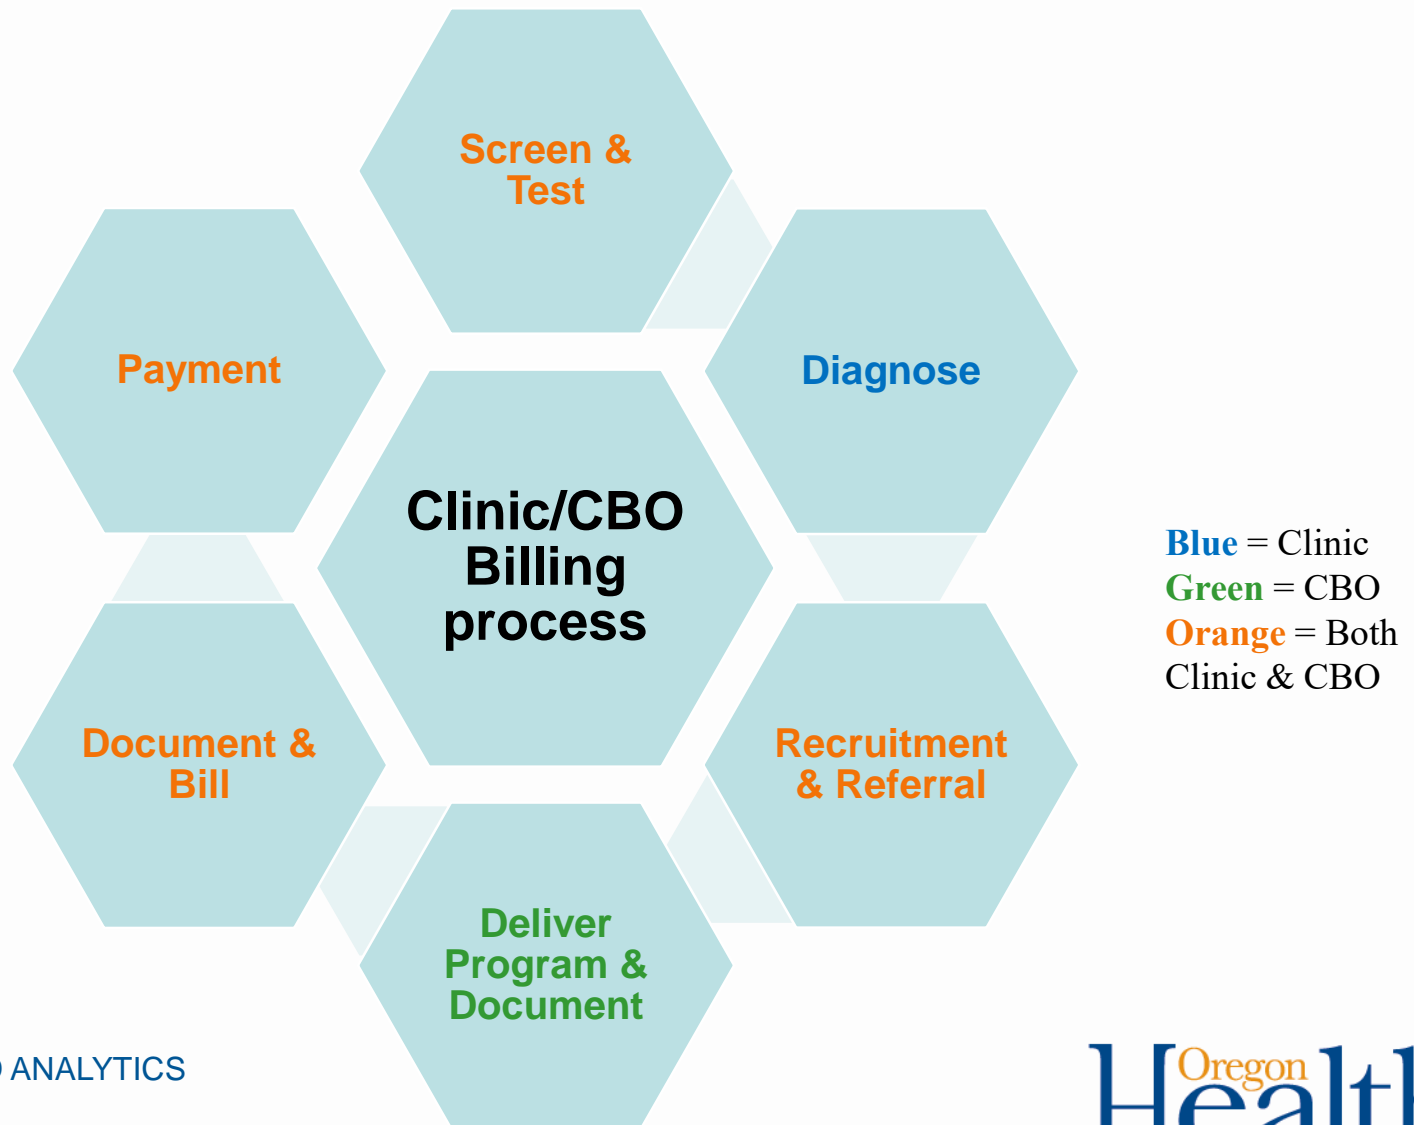 Screen &
Test
Payment
Diagnose
Clinic/CBO
Billing
process
Blue = Clinic
Green = CBO
Orange = Both
Clinic & CBO
Document &
Bill
Recruitment
& Referral
Deliver
Program &
Document
ANALYTICS
Oregon
Healt